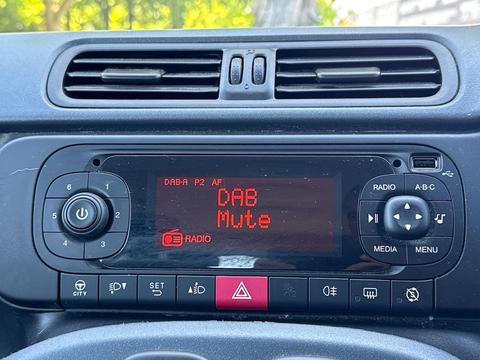 DAB-A P2 AF
DAB
Mute
RADIO
6 1
5 2
4 3
RADIO A-B-C
MEDIA MENU
CITY
SET